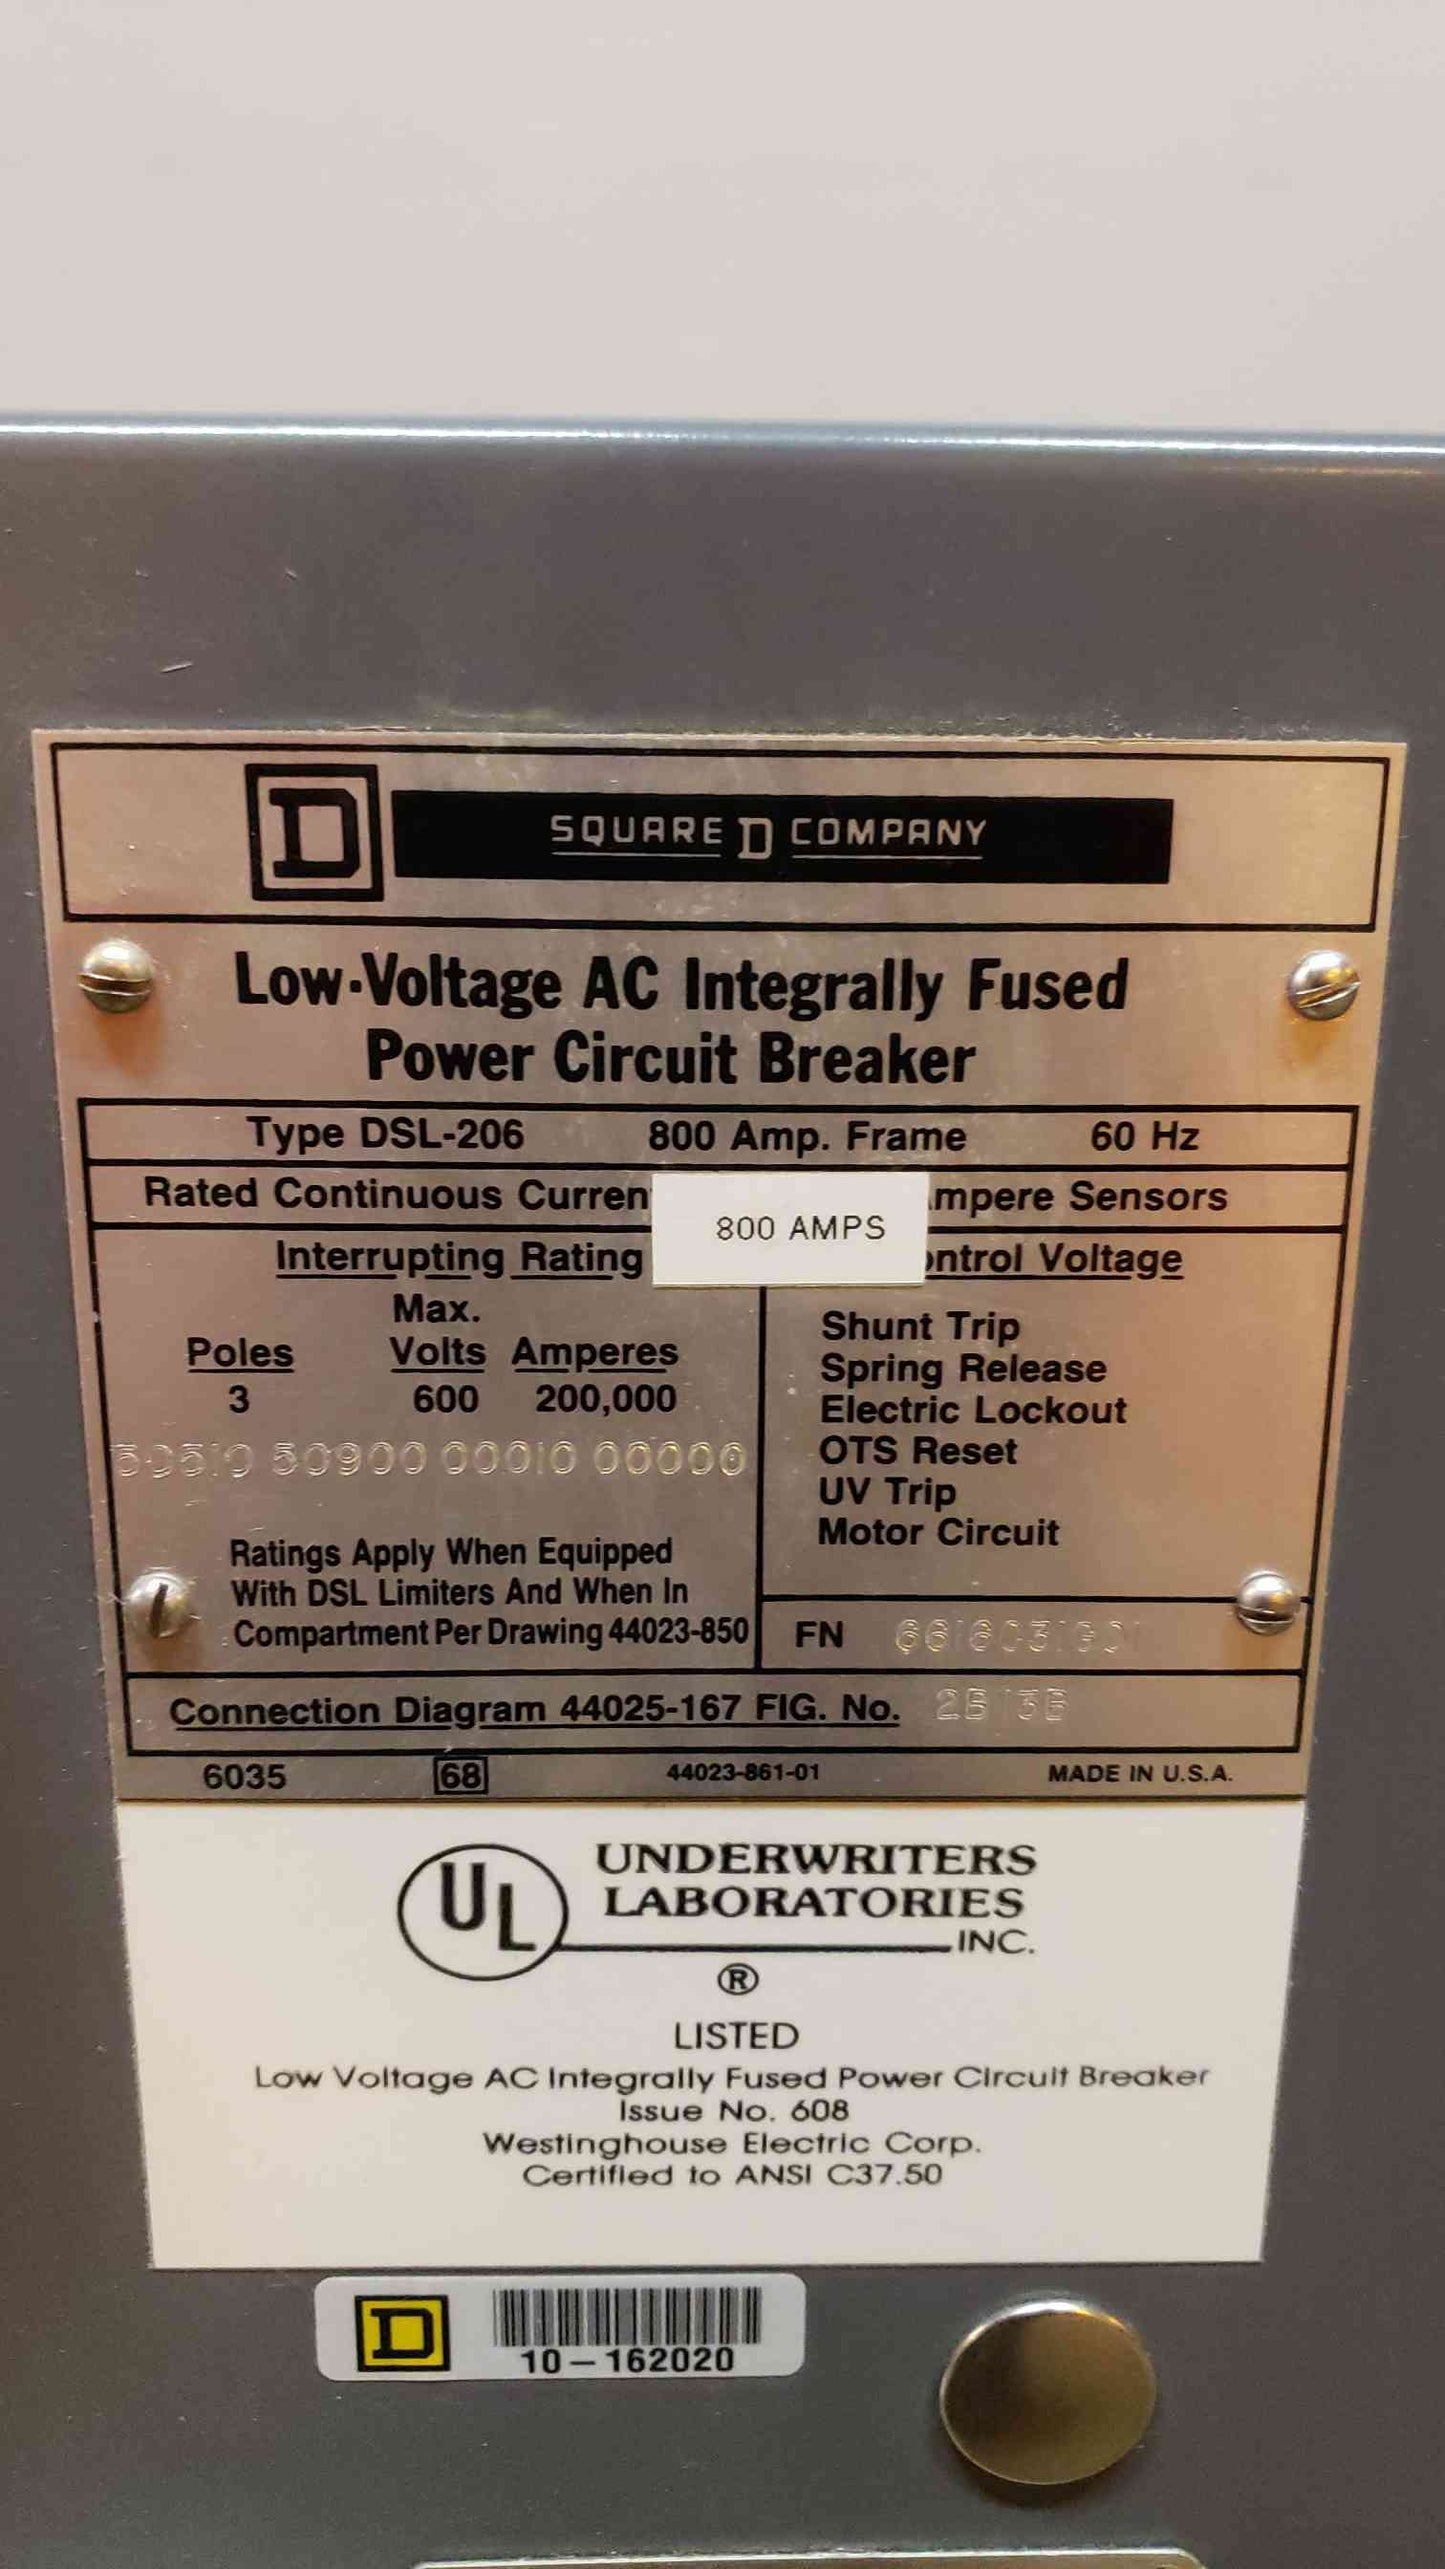 D SQUARE D COMPANY
Low-Voltage AC Integrally Fused
Power Circuit Breaker
Type DSL-206 800 Amp. Frame 60 Hz
Rated Continuous Curren 800 AMPS mpere Sensors
Interrupting Rating ontrol Voltage
Max.
Poles Volts Amperes
3 600 200,000
50510 50900 00010 00000
Ratings Apply When Equipped
With DSL Limiters And When In
Compartment Per Drawing 44023-850
Shunt Trip
Spring Release
Electric Lockout
OTS Reset
UV Trip
Motor Circuit
FN
Connection Diagram 44025-167 FIG. No.
6035 68 44023-861-01 MADE IN U.S.A.
UL UNDERWRITERS
LABORATORIES
INC.
®
LISTED
Low Voltage AC Integrally Fused Power Circuit Breaker
Issue No. 608
Westinghouse Electric Corp.
Certified to ANSI C37.50
D
10-162020